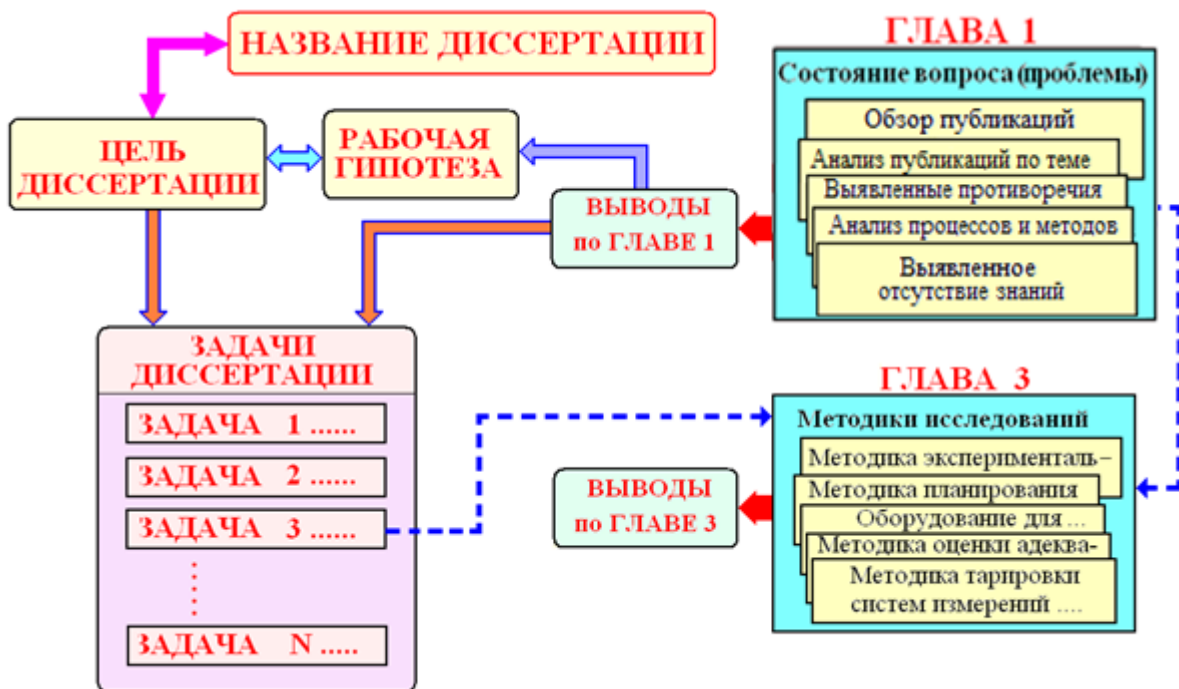 НАЗВАНИЕ ДИССЕРТАЦИИ
ЦЕЛЬ
ДИССЕРТАЦИИ
РАБОЧАЯ
ГИПОТЕЗА
ВЫВОДЫ
по ГЛАВЕ 1
ГЛАВА 1
Состояние вопроса (проблемы)
Обзор публикаций
Анализ публикаций по теме
Выявленные противоречия
Анализ процессов и методов
Выявленное
отсутствие знаний
ЗАДАЧИ
ДИССЕРТАЦИИ
ЗАДАЧА 1 ......
ЗАДАЧА 2 ......
ЗАДАЧА 3 ......
ЗАДАЧА N .....
ВЫВОДЫ
по ГЛАВЕ 3
ГЛАВА 3
Методики исследований
Методика эксперименталь–
Методика планирования
Оборудование для ...
Методика оценки адеква-
Методика тарировки
систем измерений ....